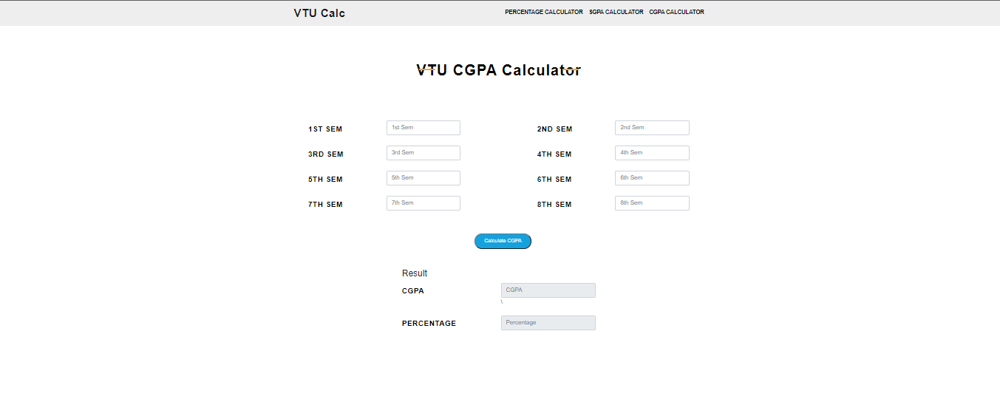 VTU Calc PERCENTAGE CALCULATOR SGPA CALCULATOR CGPA CALCULATOR
VTU CGPA Calculator
1ST SEM 1st Sem 2ND SEM 2nd Sem
3RD SEM 3rd Sem 4TH SEM 4th Sem
5TH SEM 5th Sem 6TH SEM 6th Sem
7TH SEM 7th Sem 8TH SEM 8th Sem
Calculate CGPA
Result
CGPA CGPA
\
PERCENTAGE Percentage